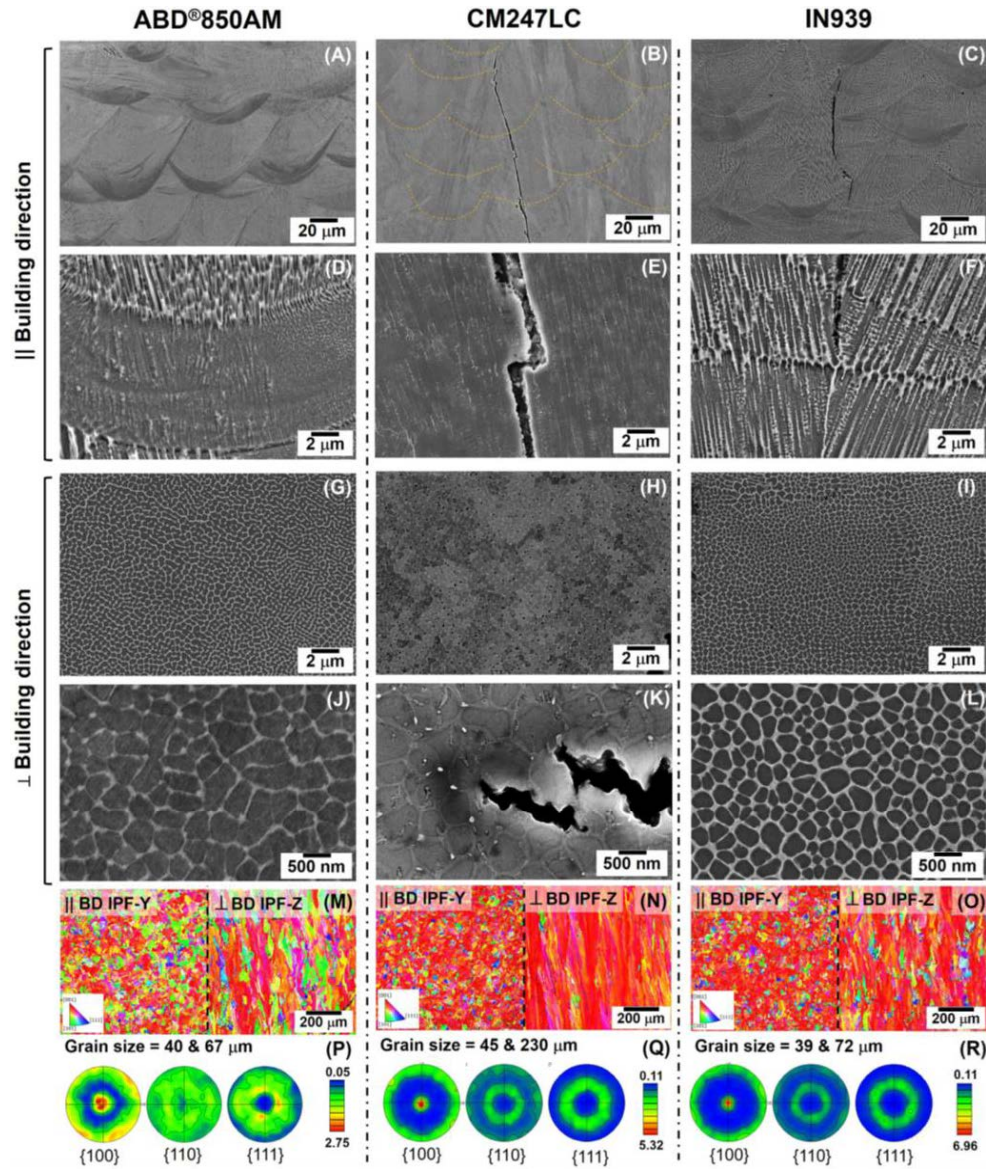 ABD®850AM CM247LC IN939
|| Building direction
(A) (B) (C)
20 μm 20 μm 20 μm
(D) (E) (F)
2 μm 2 μm 2 μm
⊥ Building direction
(G) (H) (I)
2 μm 2 μm 2 μm
(J) (K) (L)
500 nm 500 nm 500 nm
|| BD IPF-Y ⊥ BD IPF-Z (M) || BD IPF-Y ⊥ BD IPF-Z (N) || BD IPF-Y ⊥ BD IPF-Z (O)
200 μm 200 μm 200 μm
Grain size = 40 & 67 μm (P) Grain size = 45 & 230 μm (Q) Grain size = 39 & 72 μm (R)
0.05 0.11 0.11
2.75 5.32 6.96
{100} {110} {111} {100} {110} {111} {100} {110} {111}